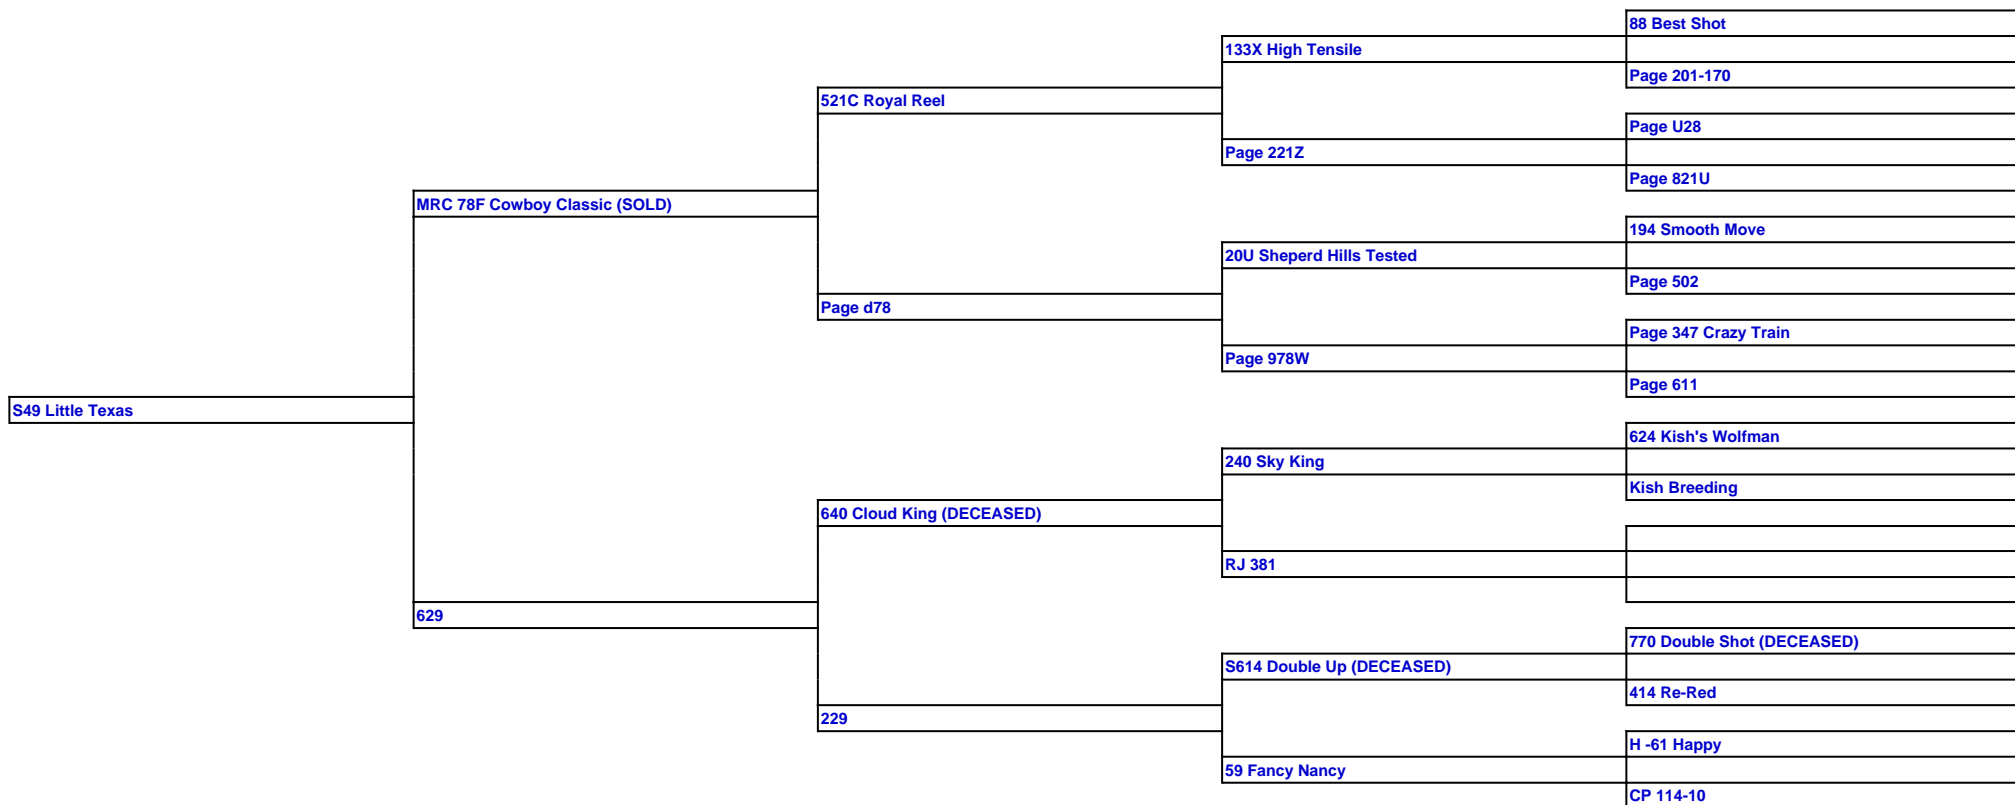 88 Best Shot
133X High Tensile
Page 201-170
521C Royal Reel
Page U28
Page 221Z
Page 821U
MRC 78F Cowboy Classic (SOLD)
194 Smooth Move
20U Sheperd Hills Tested
Page 502
Page d78
Page 347 Crazy Train
Page 978W
Page 611
S49 Little Texas
624 Kish's Wolfman
240 Sky King
Kish Breeding
640 Cloud King (DECEASED)
RJ 381
629
770 Double Shot (DECEASED)
S614 Double Up (DECEASED)
414 Re-Red
229
H -61 Happy
59 Fancy Nancy
CP 114-10